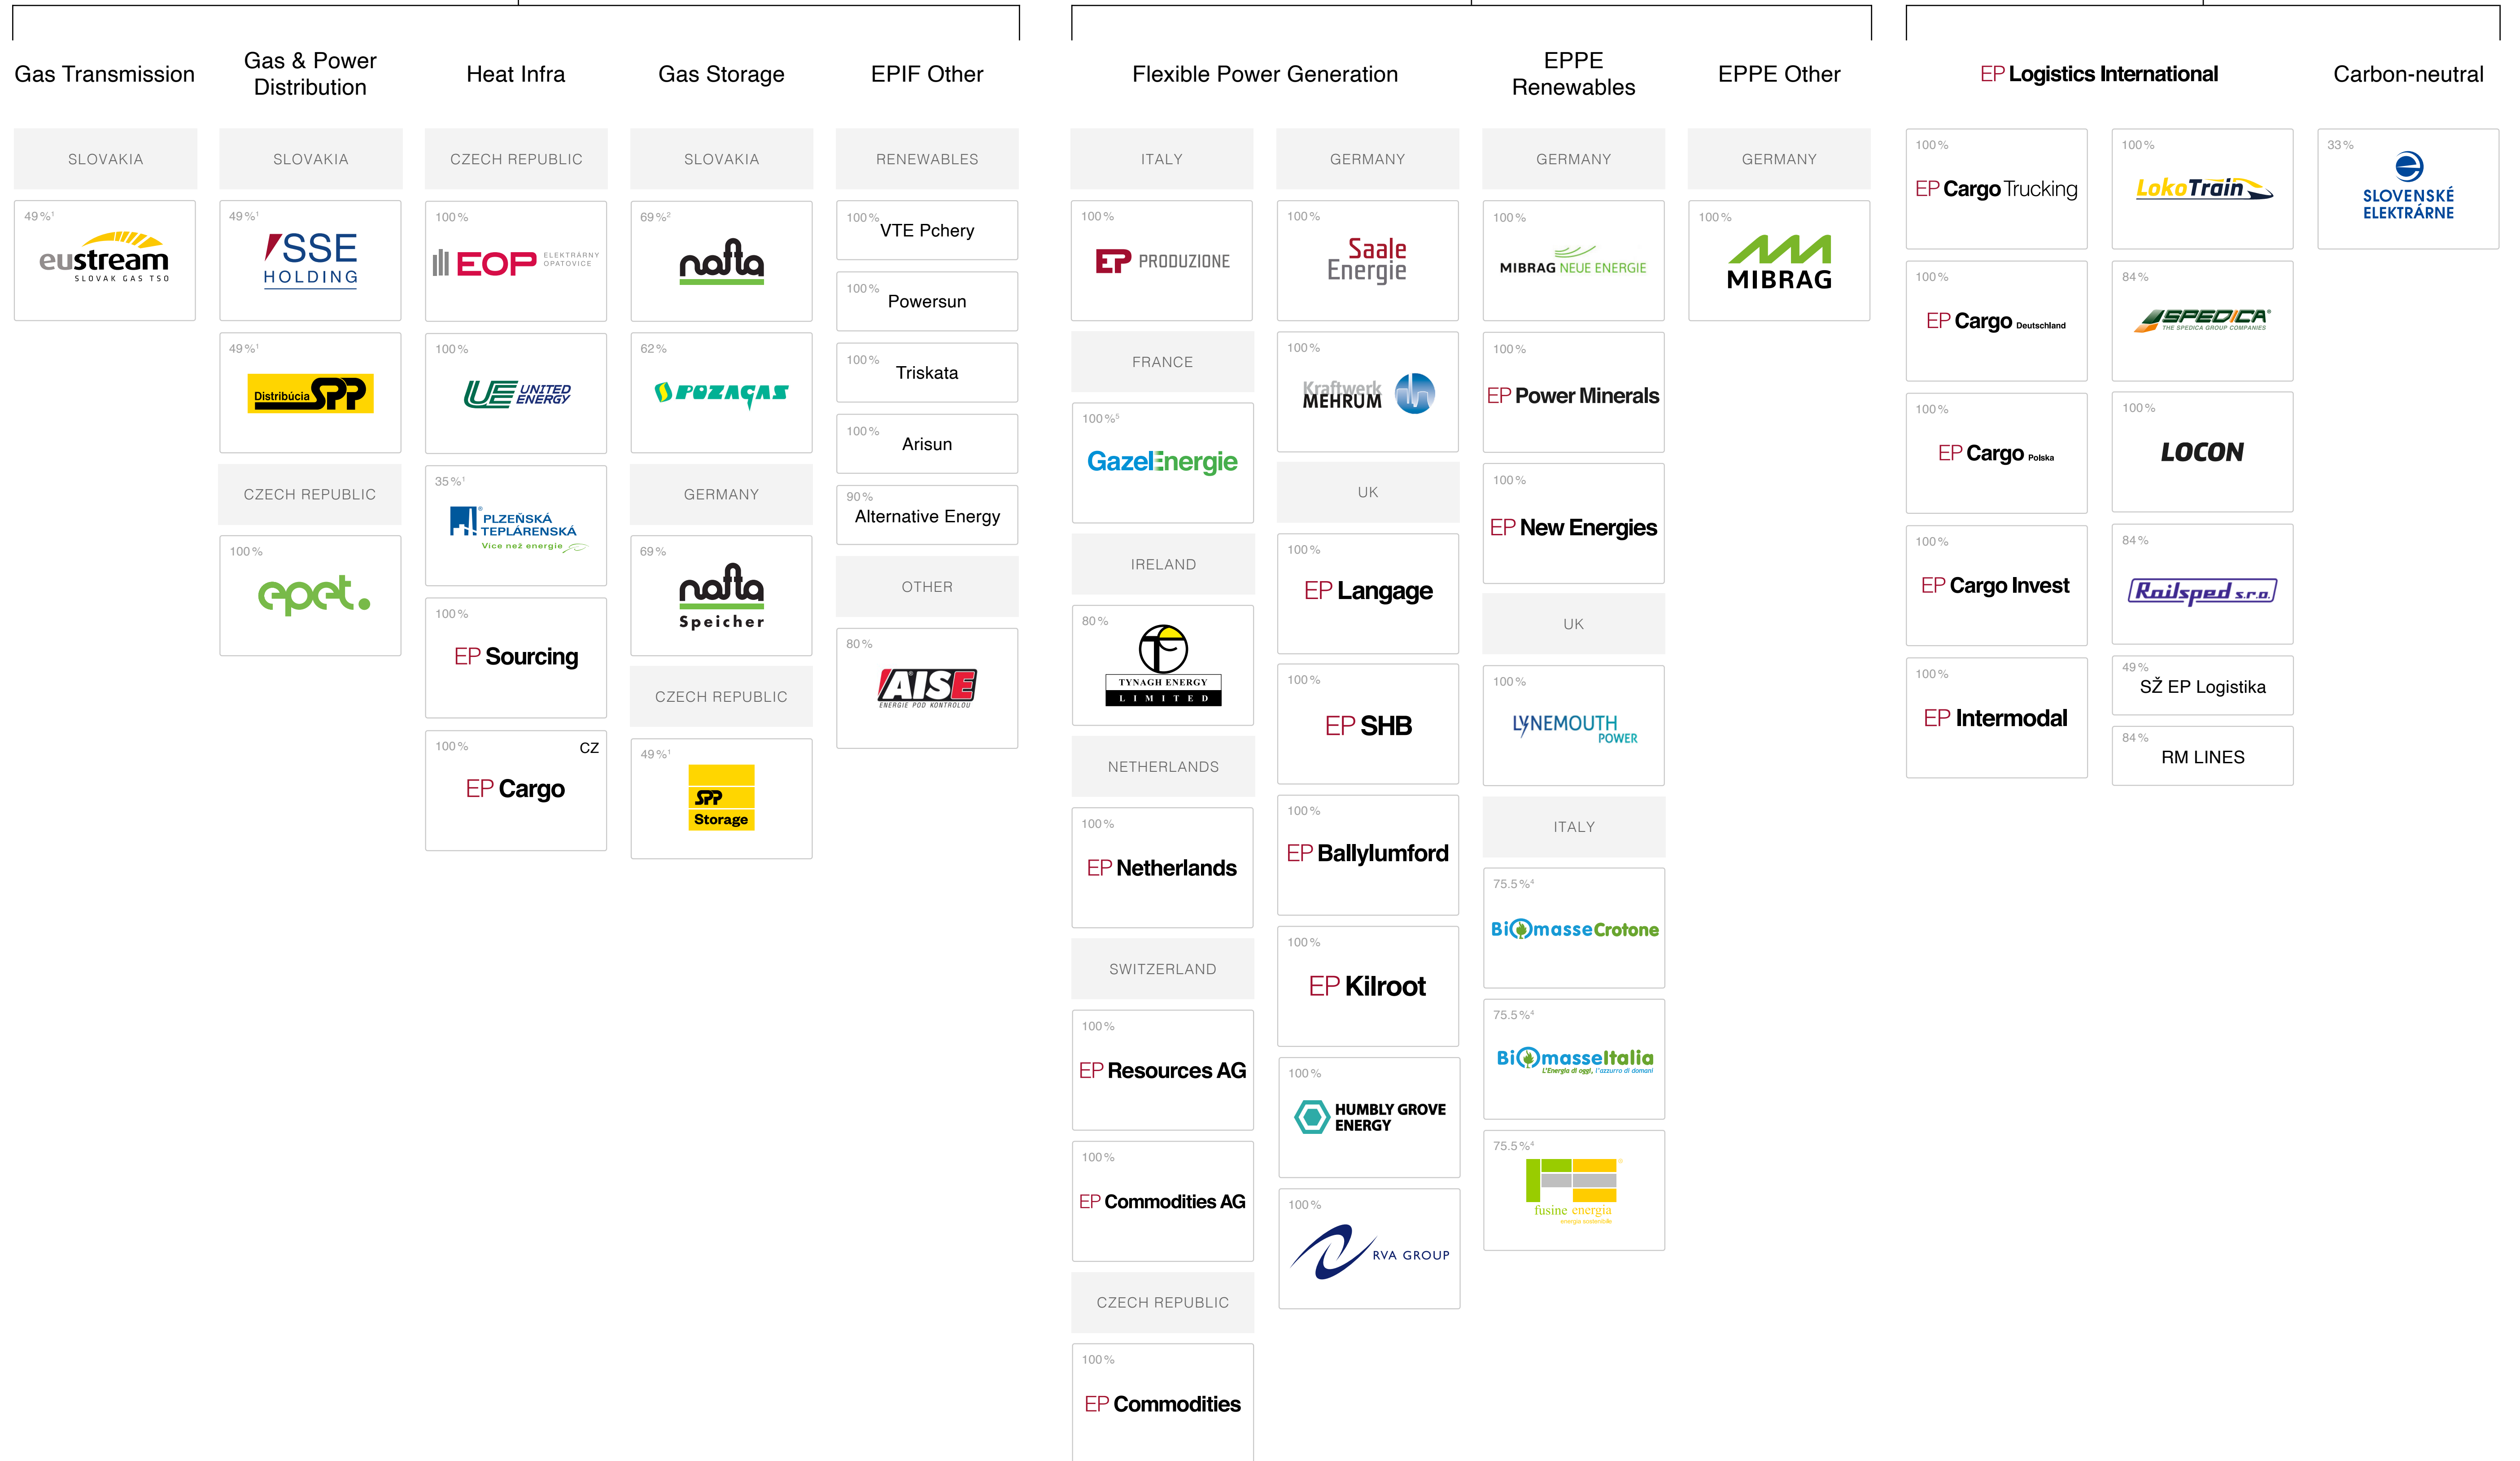 Gas Transmission
SLOVAKIA
49 %¹
eustream
SLOVAK GAS TSO
Gas & Power
Distribution
SLOVAKIA
49 %¹
SSE
HOLDING
49 %¹
Distribúcia SPP
CZECH REPUBLIC
100 %
epet.
Heat Infra
CZECH REPUBLIC
100 %
EOP ELEKTRÁRNY
OPATOVICE
100 %
UE UNITED
ENERGY
35 %¹
PLZEŇSKÁ
TEPLÁRENSKÁ
Více než energie
100 %
EP Sourcing
100 % CZ
EP Cargo
Gas Storage
SLOVAKIA
69 %²
nafta
62 %
POZAGAS
GERMANY
69 %
nafta
Speicher
CZECH REPUBLIC
49 %¹
SPP
Storage
EPIF Other
RENEWABLES
100 %
VTE Pchery
100 %
Powersun
100 %
Triskata
100 %
Arisun
90 %
Alternative Energy
OTHER
80 %
AISE
ENERGIE POD KONTROLOU
Flexible Power Generation
ITALY
100 %
EP PRODUZIONE
FRANCE
100 %⁵
GazelEnergie
IRELAND
80 %
TYNAGH ENERGY
LIMITED
NETHERLANDS
100 %
EP Netherlands
SWITZERLAND
100 %
EP Resources AG
100 %
EP Commodities AG
CZECH REPUBLIC
100 %
EP Commodities
GERMANY
100 %
Saale
Energie
100 %
Kraftwerk
MEHRUM
UK
100 %
EP Langage
100 %
EP SHB
100 %
EP Ballylumford
100 %
EP Kilroot
100 %
HUMBLY GROVE
ENERGY
100 %
RVA GROUP
EPPE
Renewables
GERMANY
100 %
MIBRAG NEUE ENERGIE
100 %
EP Power Minerals
100 %
EP New Energies
UK
100 %
LYNEMOUTH
POWER
ITALY
75.5 %⁴
BiomasseCrotone
75.5 %⁴
BiomasseItalia
L'Energia di oggi, l'azzurro di domani
75.5 %⁴
fusine energia
energia sostenibile
EPPE Other
GERMANY
100 %
MIBRAG
EP Logistics International
100 %
EP Cargo Trucking
100 %
EP Cargo Deutschland
100 %
EP Cargo Polska
100 %
EP Cargo Invest
100 %
EP Intermodal
100 %
LokoTrain
84 %
SPEDICA®
THE SPEDICA GROUP COMPANIES
100 %
LOCON
84 %
Railsped s.r.o.
49 %
SŽ EP Logistika
84 %
RM LINES
Carbon-neutral
33 %
SLOVENSKÉ
ELEKTRÁRNE